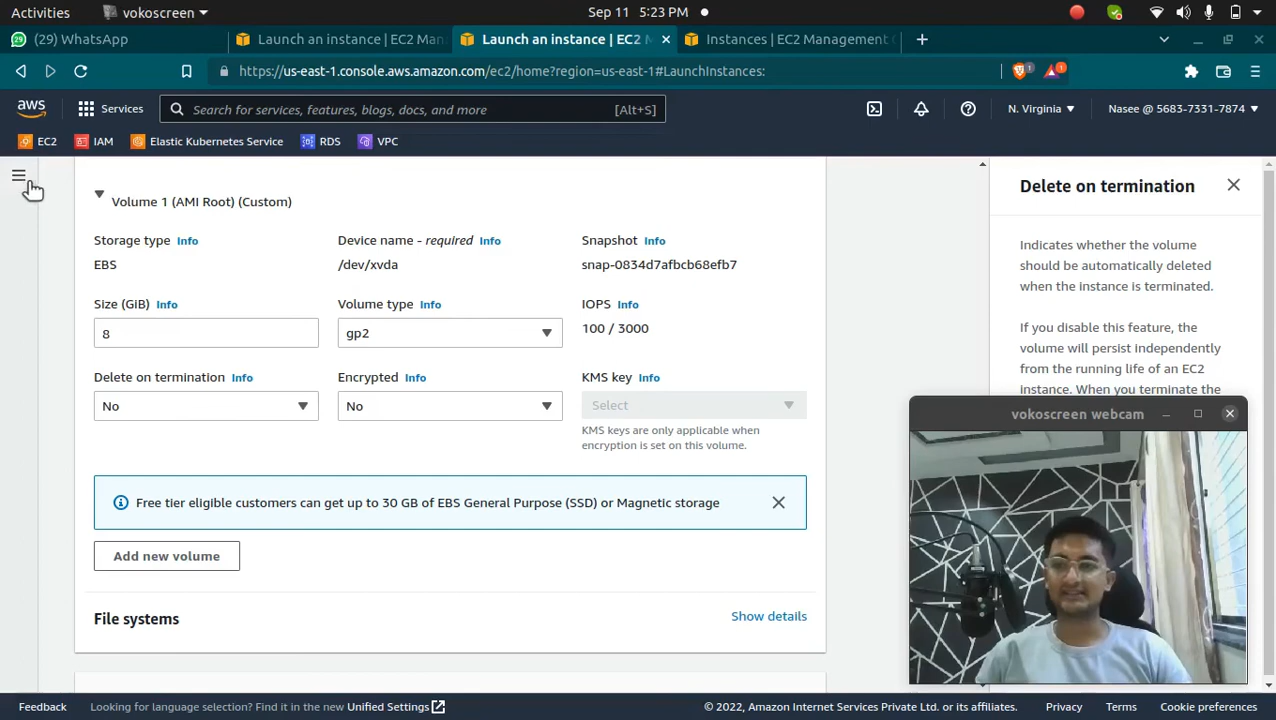 Activities
vokoscreen
Sep 11 5:23 PM
(29) WhatsApp
Launch an instance | EC2 Man
Launch an instance | EC2 M
Instances | EC2 Management C
https://us-east-1.console.aws.amazon.com/ec2/home?region=us-east-1#LaunchInstances:
1
1
aws
Services
Search for services, features, blogs, docs, and more
[Alt+S]
N. Virginia
Nasee @ 5683-7331-7874
EC2
IAM
Elastic Kubernetes Service
RDS
VPC
Volume 1 (AMI Root) (Custom)
Storage type Info
Device name - required Info
Snapshot Info
EBS
/dev/xvda
snap-0834d7afbcb68efb7
Size (GiB) Info
Volume type Info
IOPS Info
8
gp2
100 / 3000
Delete on termination Info
Encrypted Info
KMS key Info
No
No
Select
KMS keys are only applicable when
encryption is set on this volume.
Free tier eligible customers can get up to 30 GB of EBS General Purpose (SSD) or Magnetic storage
Add new volume
File systems
Show details
Delete on termination
Indicates whether the volume
should be automatically deleted
when the instance is terminated.
If you disable this feature, the
volume will persist independently
from the running life of an EC2
instance. When you terminate the
vokoscreen webcam
Feedback
Looking for language selection? Find it in the new Unified Settings
© 2022, Amazon Internet Services Private Ltd. or its affiliates.
Privacy
Terms
Cookie preferences